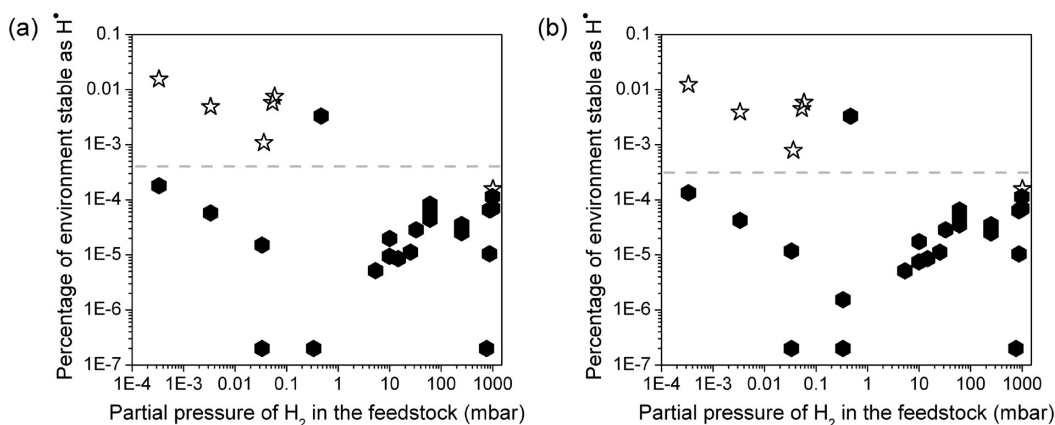 (a)
Percentage of environment stable as H•
0.1
0.01
1E-3
1E-4
1E-5
1E-6
1E-7
1E-4 1E-3 0.01 0.1 1 10 100 1000
Partial pressure of H₂ in the feedstock (mbar)
(b)
Percentage of environment stable as H•
0.1
0.01
1E-3
1E-4
1E-5
1E-6
1E-7
1E-4 1E-3 0.01 0.1 1 10 100 1000
Partial pressure of H₂ in the feedstock (mbar)